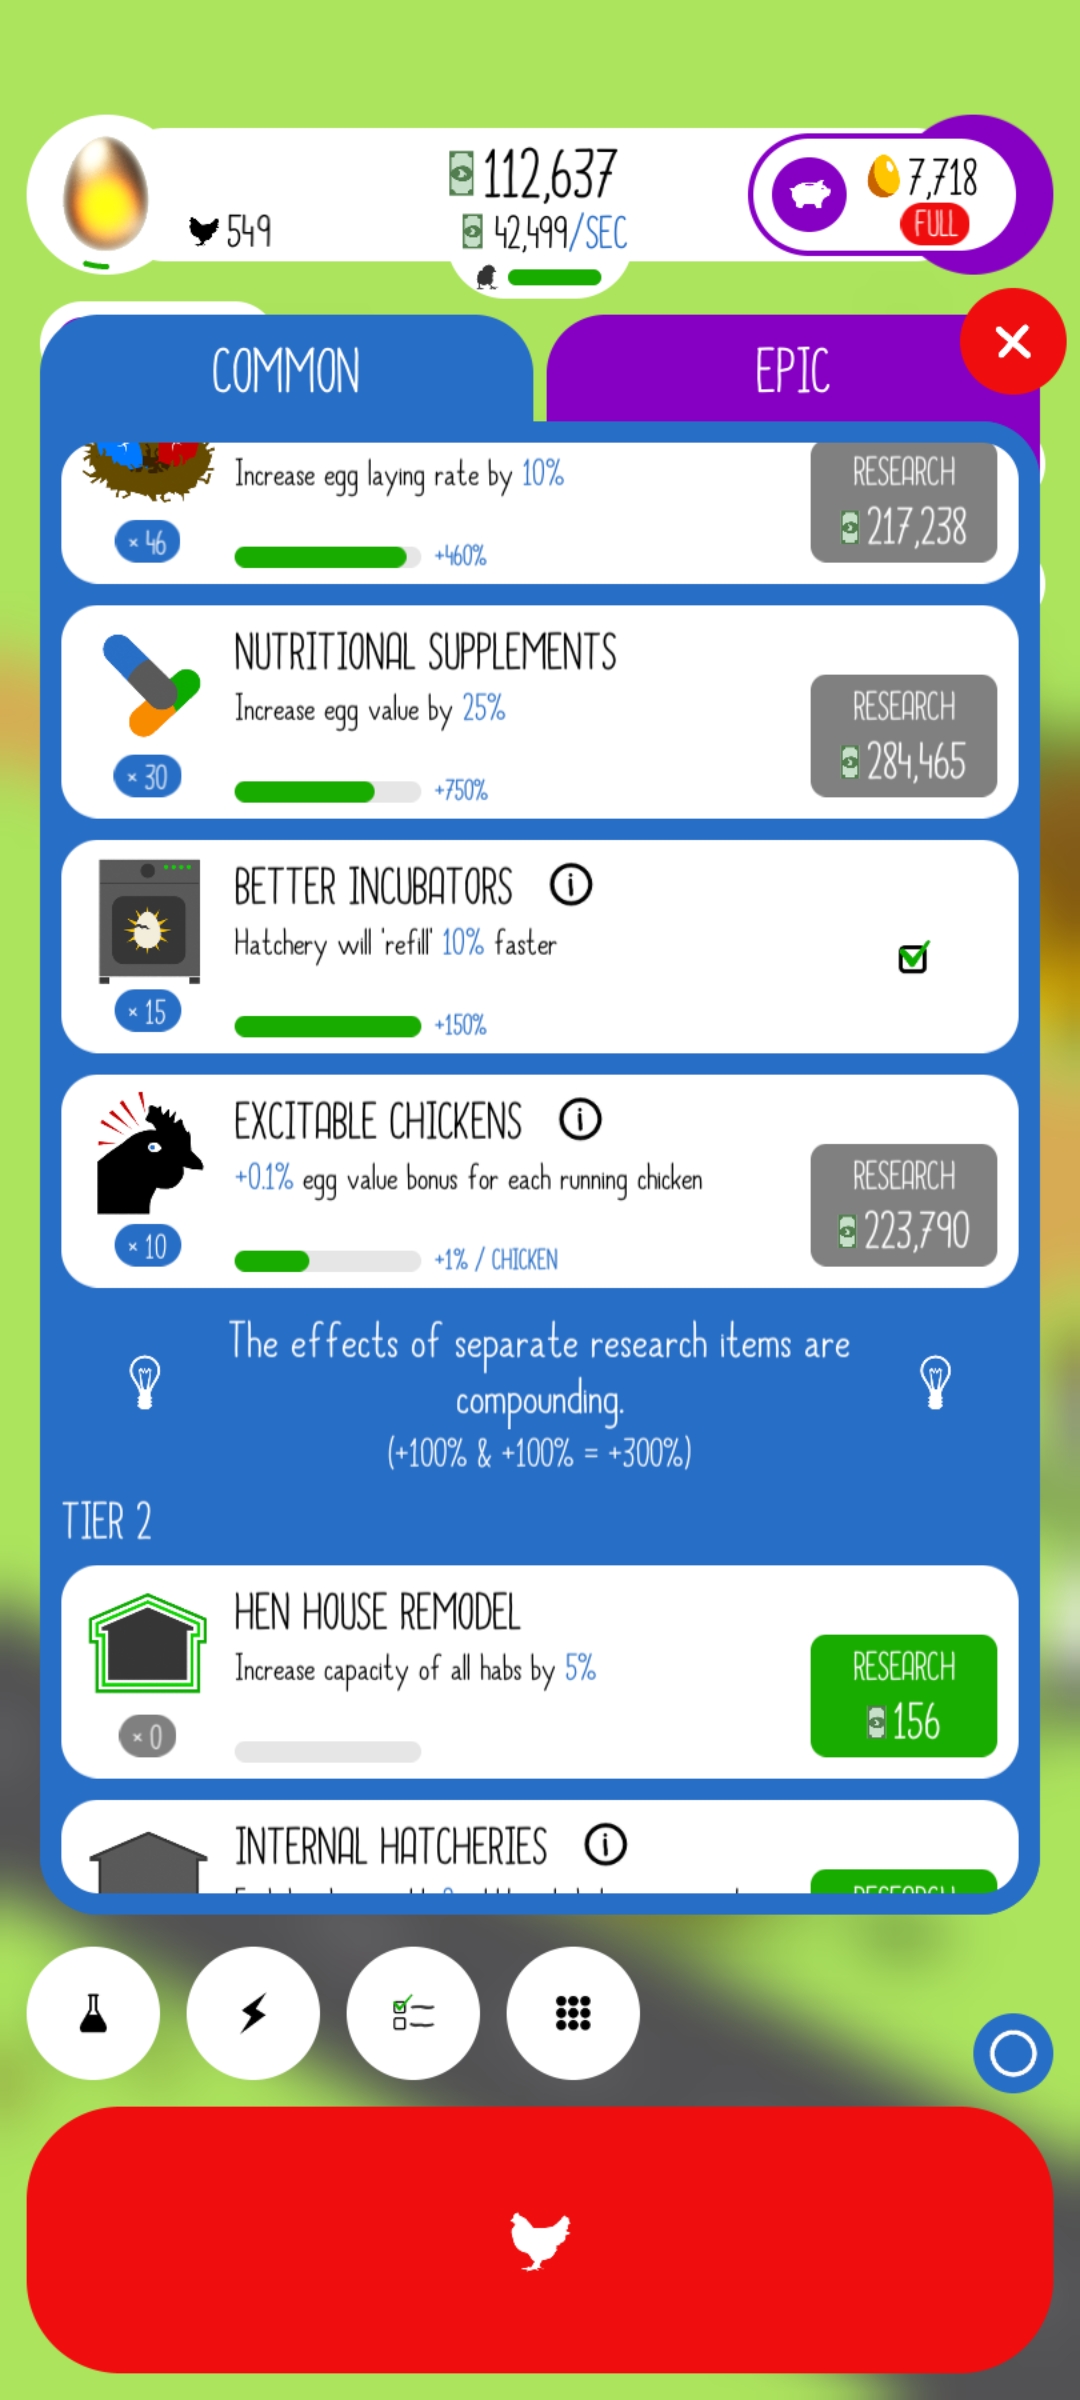 112,637
549
42,499/SEC
7,718
FULL
COMMON
EPIC
Increase egg laying rate by 10%
× 46
+460%
RESEARCH
217,238
NUTRITIONAL SUPPLEMENTS
Increase egg value by 25%
× 30
+750%
RESEARCH
284,465
BETTER INCUBATORS
Hatchery will 'refill' 10% faster
× 15
+150%
EXCITABLE CHICKENS
+0.1% egg value bonus for each running chicken
× 10
+1% / CHICKEN
RESEARCH
223,790
The effects of separate research items are
compounding.
(+100% & +100% = +300%)
TIER 2
HEN HOUSE REMODEL
Increase capacity of all habs by 5%
× 0
RESEARCH
156
INTERNAL HATCHERIES
RESEARCH